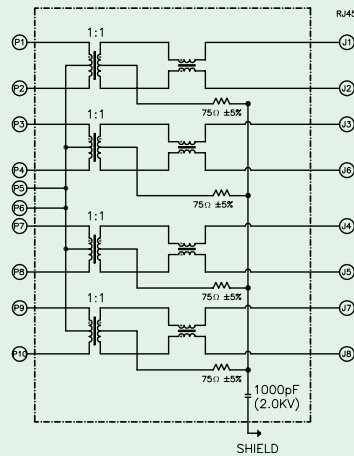 RJ45
P1 1:1 J1
P2 J2
75Ω ±5%
1:1
P3 J3
P4 J6
P5
75Ω ±5%
P6
1:1
P7 J4
P8 J5
75Ω ±5%
1:1
P9 J7
P10 J8
75Ω ±5%
1000pF
(2.0KV)
SHIELD